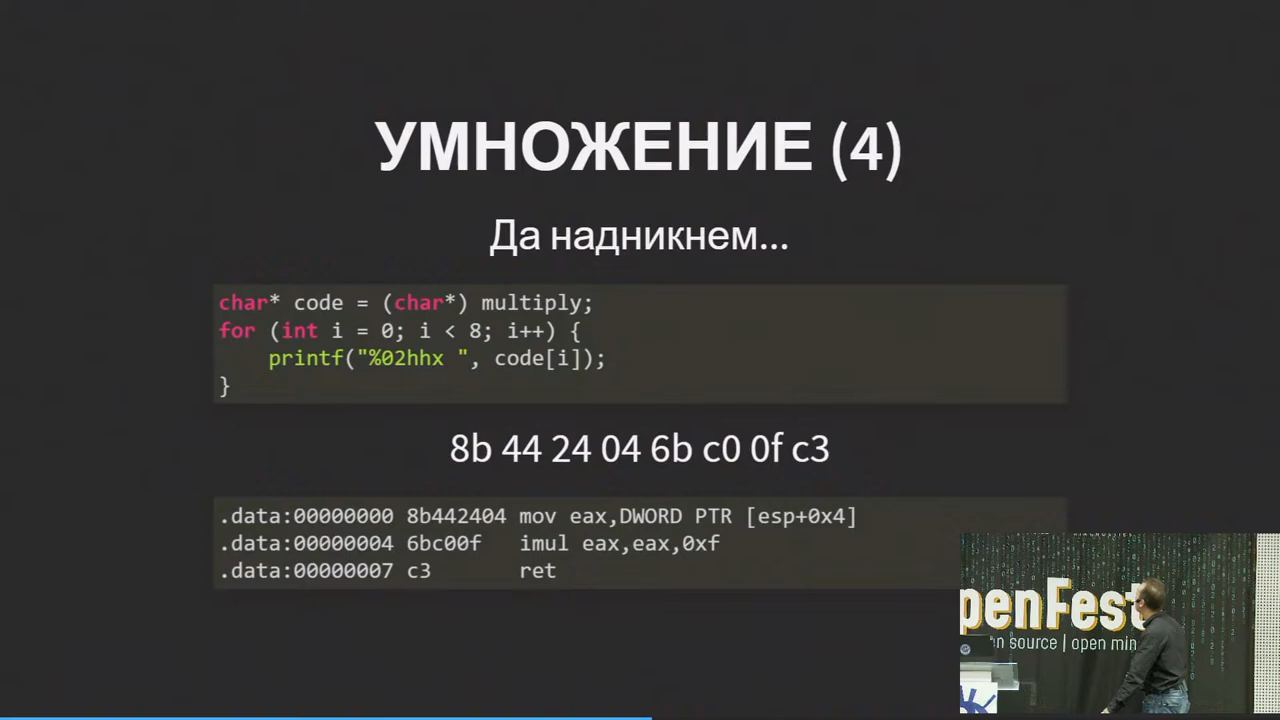 УМНОЖЕНИЕ (4)
Да надникнем...
char* code = (char*) multiply;
for (int i = 0; i < 8; i++) {
    printf("%02hhx ", code[i]);
}
8b 44 24 04 6b c0 0f c3
.data:00000000 8b442404 mov eax,DWORD PTR [esp+0x4]
.data:00000004 6bc00f   imul eax,eax,0xf
.data:00000007 c3       ret
penFest
n source | open min